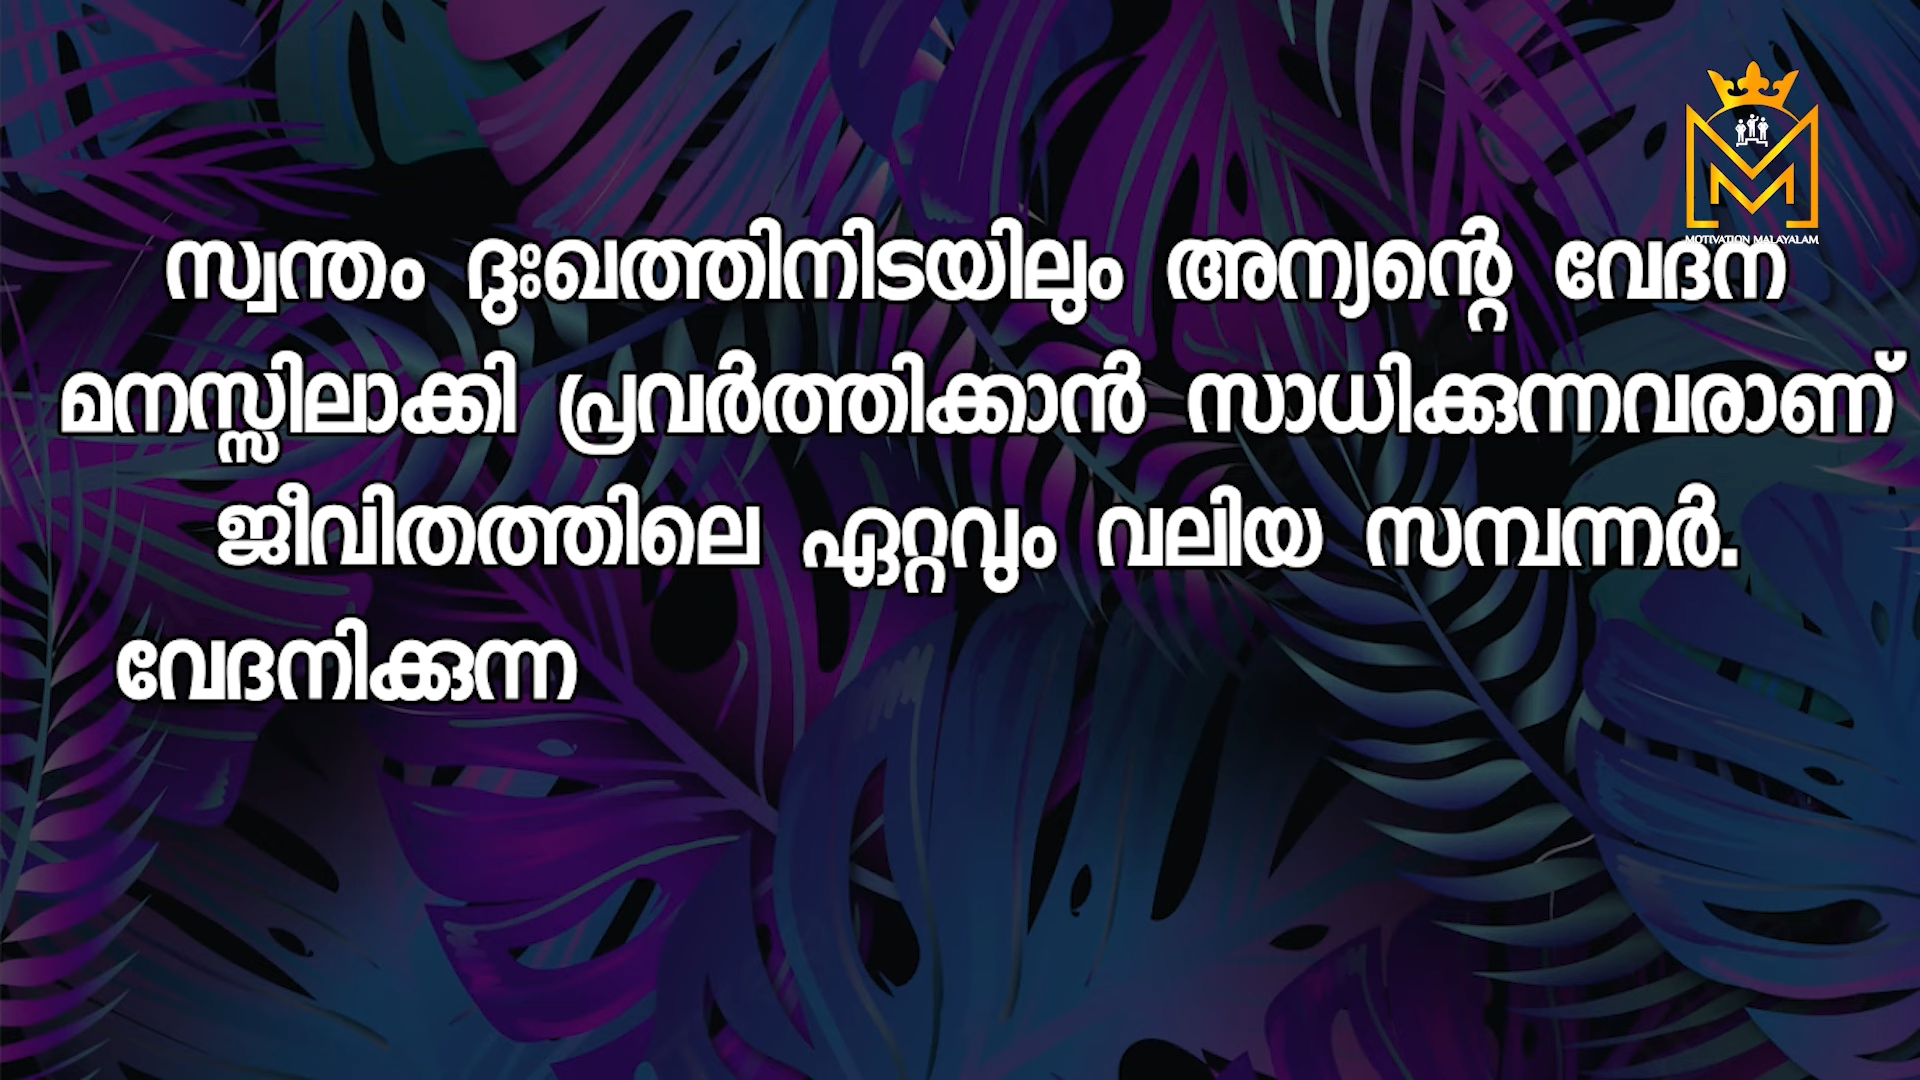 MOTIVATION MALAYALAM
സ്വന്തം ദുഃഖത്തിനിടയിലും അന്യന്റെ വേദന
മനസ്സിലാക്കി പ്രവർത്തിക്കാൻ സാധിക്കുന്നവരാണ്
ജീവിതത്തിലെ ഏറ്റവും വലിയ സമ്പന്നർ.
വേദനിക്കുന്ന